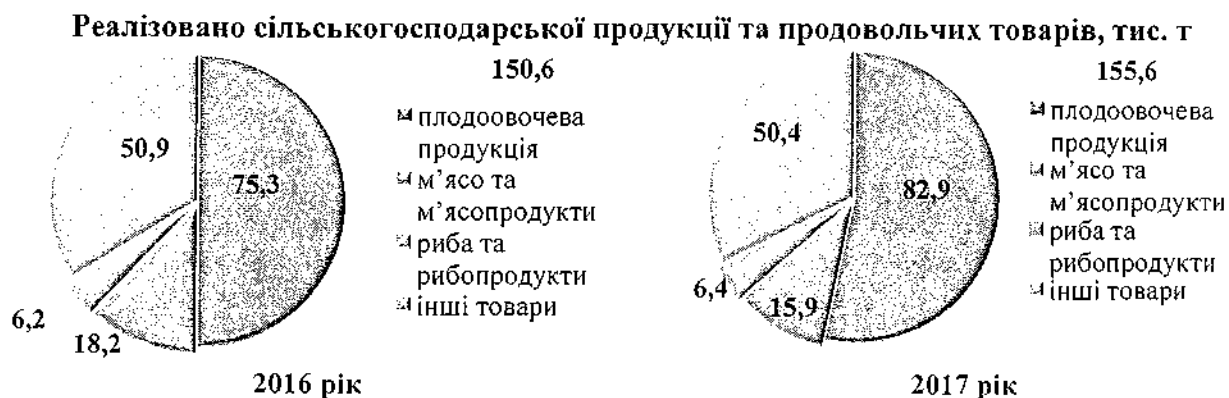 Реалізовано сільськогосподарської продукції та продовольчих товарів, тис. т
150,6
50,9
75,3
6,2
18,2
плодоовочева
продукція
м’ясо та
м’ясопродукти
риба та
рибопродукти
інші товари
2016 рік
155,6
50,4
82,9
6,4
15,9
плодоовочева
продукція
м’ясо та
м’ясопродукти
риба та
рибопродукти
інші товари
2017 рік